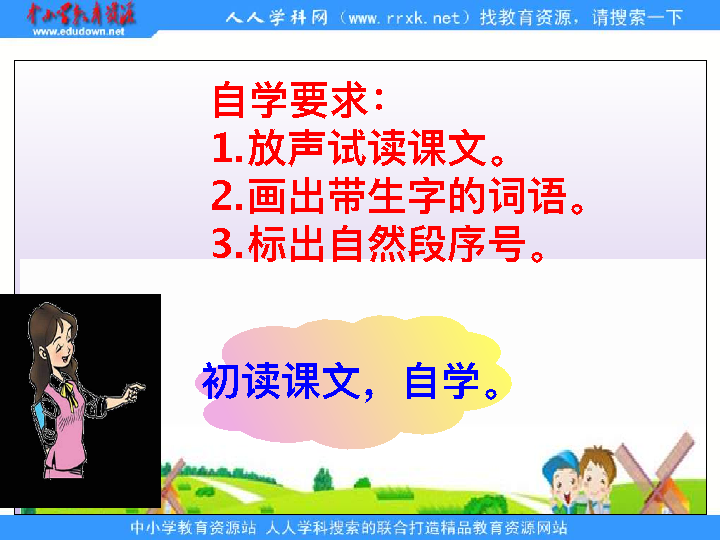 中小学教育资源
www.edudown.net
人人学科网（www.rrxk.net）找教育资源，请搜索一下
自学要求：
1.放声试读课文。
2.画出带生字的词语。
3.标出自然段序号。
初读课文，自学。
中小学教育资源站 人人学科搜索的联合打造精品教育资源网站